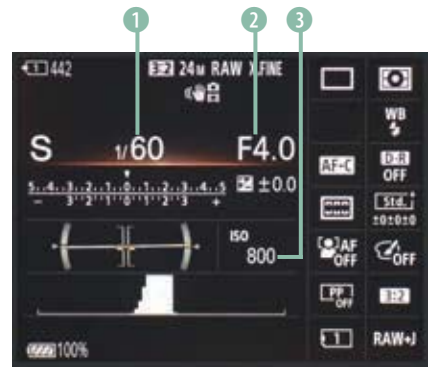 1 2 3
1 442 3:2 24M RAW X.FINE
S 1/60 F4.0
5..4..3..2..1..0..1..2..3..4..5 ±0.0
− 3 2 1 0 1 2 3 +
ISO
800
100%
WB
AF-C D-R
OFF
Std.
±0±0±0
AF
OFF OFF
PP
OFF 3:2
1 RAW+J